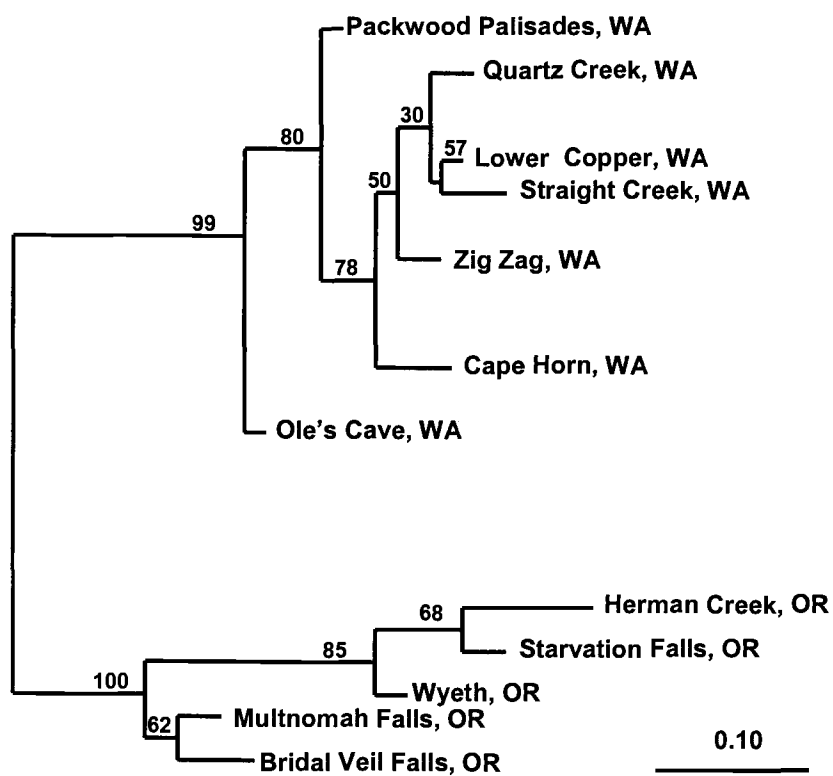 Packwood Palisades, WA
Quartz Creek, WA
30
80
57
Lower Copper, WA
50
Straight Creek, WA
99
78
Zig Zag, WA
Cape Horn, WA
Ole's Cave, WA
Herman Creek, OR
68
85
Starvation Falls, OR
100
Wyeth, OR
62
Multnomah Falls, OR
0.10
Bridal Veil Falls, OR